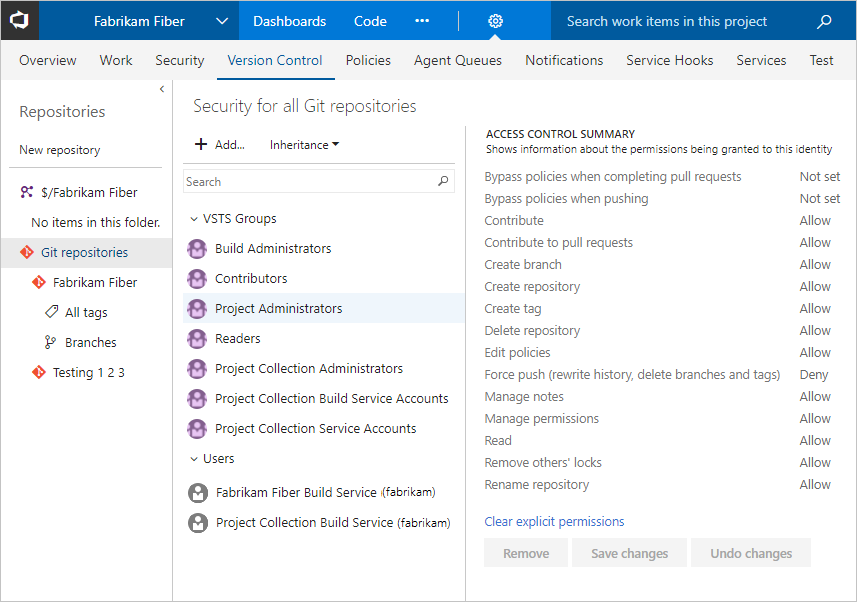 Fabrikam Fiber
Dashboards
Code
Search work items in this project
Overview
Work
Security
Version Control
Policies
Agent Queues
Notifications
Service Hooks
Services
Test
Repositories
New repository
$/Fabrikam Fiber
No items in this folder.
Git repositories
Fabrikam Fiber
All tags
Branches
Testing 1 2 3
Security for all Git repositories
Add...
Inheritance
Search
VSTS Groups
Build Administrators
Contributors
Project Administrators
Readers
Project Collection Administrators
Project Collection Build Service Accounts
Project Collection Service Accounts
Users
Fabrikam Fiber Build Service (fabrikam)
Project Collection Build Service (fabrikam)
ACCESS CONTROL SUMMARY
Shows information about the permissions being granted to this identity
Bypass policies when completing pull requests Not set
Bypass policies when pushing Not set
Contribute Allow
Contribute to pull requests Allow
Create branch Allow
Create repository Allow
Create tag Allow
Delete repository Allow
Edit policies Allow
Force push (rewrite history, delete branches and tags) Deny
Manage notes Allow
Manage permissions Allow
Read Allow
Remove others' locks Allow
Rename repository Allow
Clear explicit permissions
Remove
Save changes
Undo changes